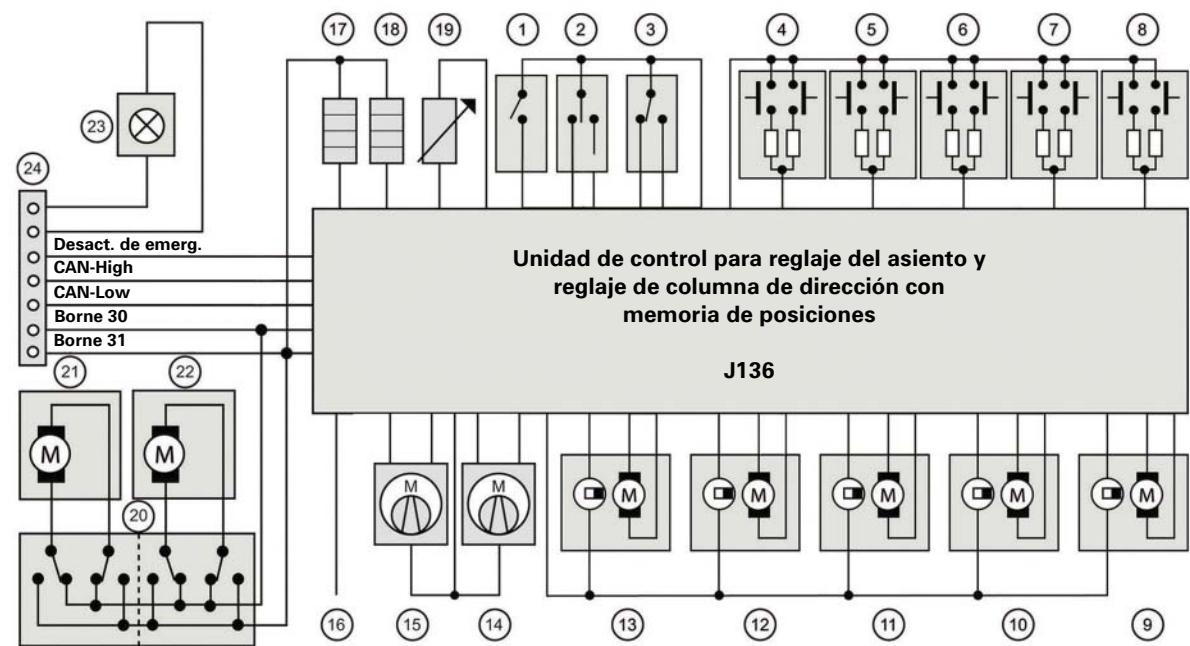 17 18 19 1 2 3 4 5 6 7 8
23
24
Desact. de emerg.
CAN-High
CAN-Low
Borne 30
Borne 31
Unidad de control para reglaje del asiento y
reglaje de columna de dirección con
memoria de posiciones
J136
21 22
M M
M M M M M M M
20
16 15 14 13 12 11 10 9